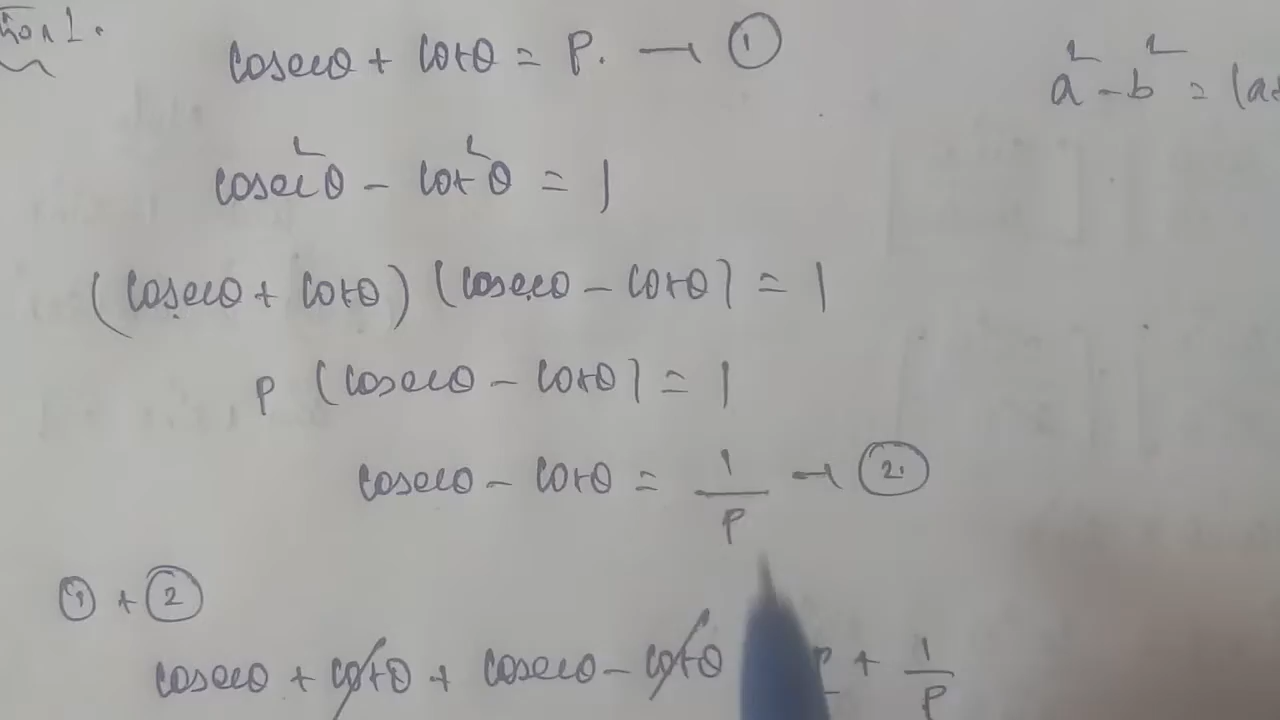 cosecθ + cotθ = P. → ①
a² - b² = (a
cosec²θ - cot²θ = 1
(cosecθ + cotθ) (cosecθ - cotθ) = 1
P (cosecθ - cotθ) = 1
cosecθ - cotθ = 1/P → ②
① + ②
cosecθ + cotθ + cosecθ - cotθ P + 1/P